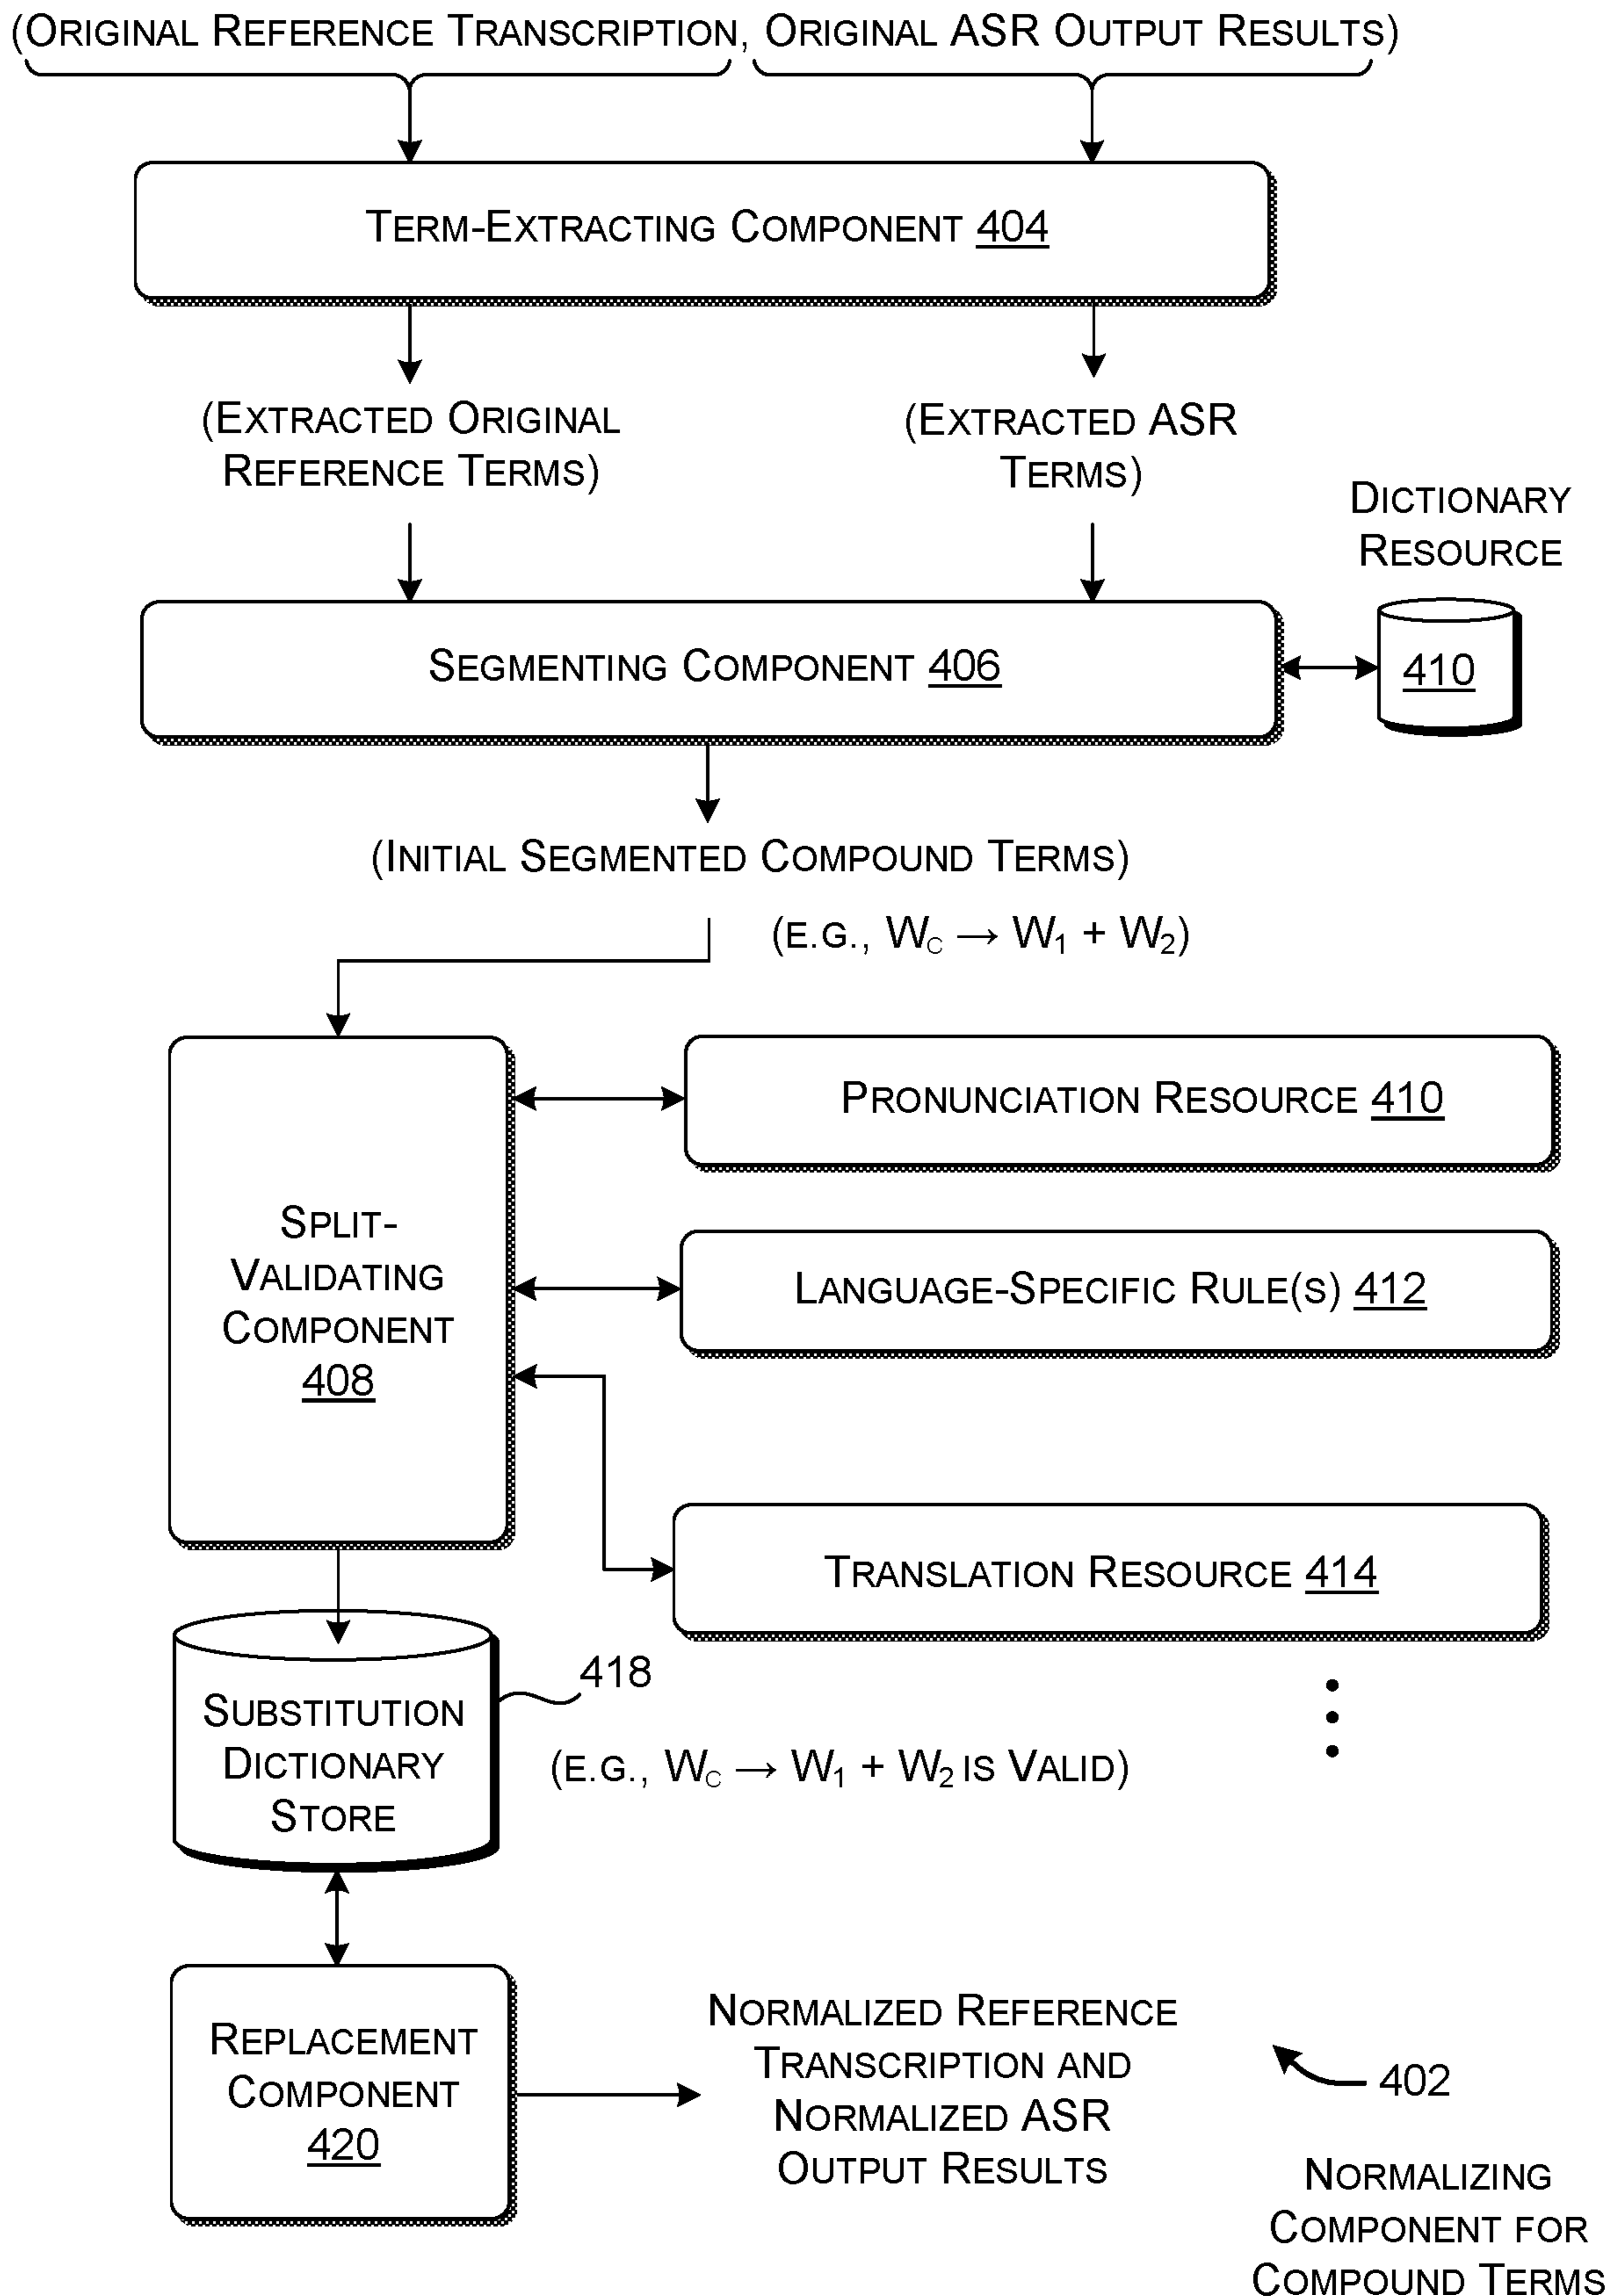 (ORIGINAL REFERENCE TRANSCRIPTION, ORIGINAL ASR OUTPUT RESULTS)
TERM-EXTRACTING COMPONENT 404
(EXTRACTED ORIGINAL
REFERENCE TERMS)
(EXTRACTED ASR
TERMS)
DICTIONARY
RESOURCE
SEGMENTING COMPONENT 406
410
(INITIAL SEGMENTED COMPOUND TERMS)
(E.G., WC → W1 + W2)
PRONUNCIATION RESOURCE 410
SPLIT-
VALIDATING
COMPONENT
408
LANGUAGE-SPECIFIC RULE(S) 412
TRANSLATION RESOURCE 414
418
SUBSTITUTION
DICTIONARY
STORE
(E.G., WC → W1 + W2 IS VALID)
REPLACEMENT
COMPONENT
420
NORMALIZED REFERENCE
TRANSCRIPTION AND
NORMALIZED ASR
OUTPUT RESULTS
402
NORMALIZING
COMPONENT FOR
COMPOUND TERMS